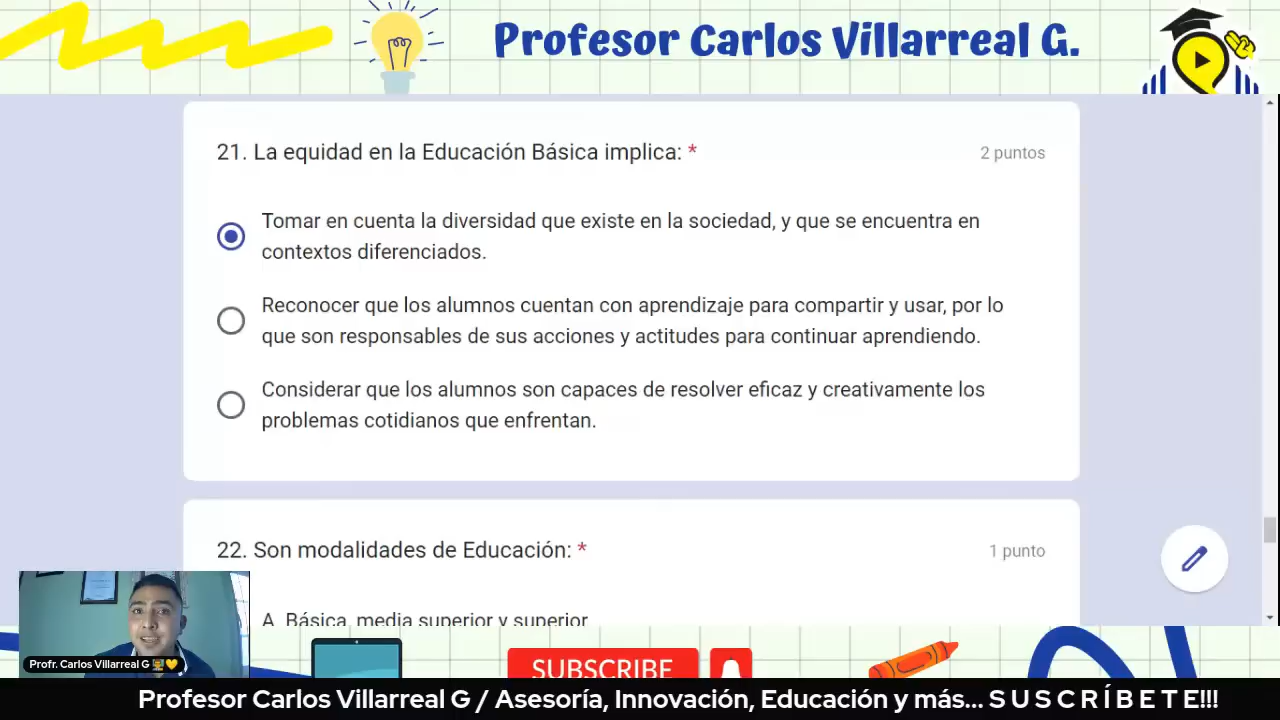 Profesor Carlos Villarreal G.
21. La equidad en la Educación Básica implica: *
2 puntos
Tomar en cuenta la diversidad que existe en la sociedad, y que se encuentra en
contextos diferenciados.
Reconocer que los alumnos cuentan con aprendizaje para compartir y usar, por lo
que son responsables de sus acciones y actitudes para continuar aprendiendo.
Considerar que los alumnos son capaces de resolver eficaz y creativamente los
problemas cotidianos que enfrentan.
22. Son modalidades de Educación: *
1 punto
A. Básica, media superior y superior
Profr. Carlos Villarreal G 👨‍🏫💛
SUBSCRIBE
Profesor Carlos Villarreal G / Asesoría, Innovación, Educación y más... S U S C R Í B E T E!!!